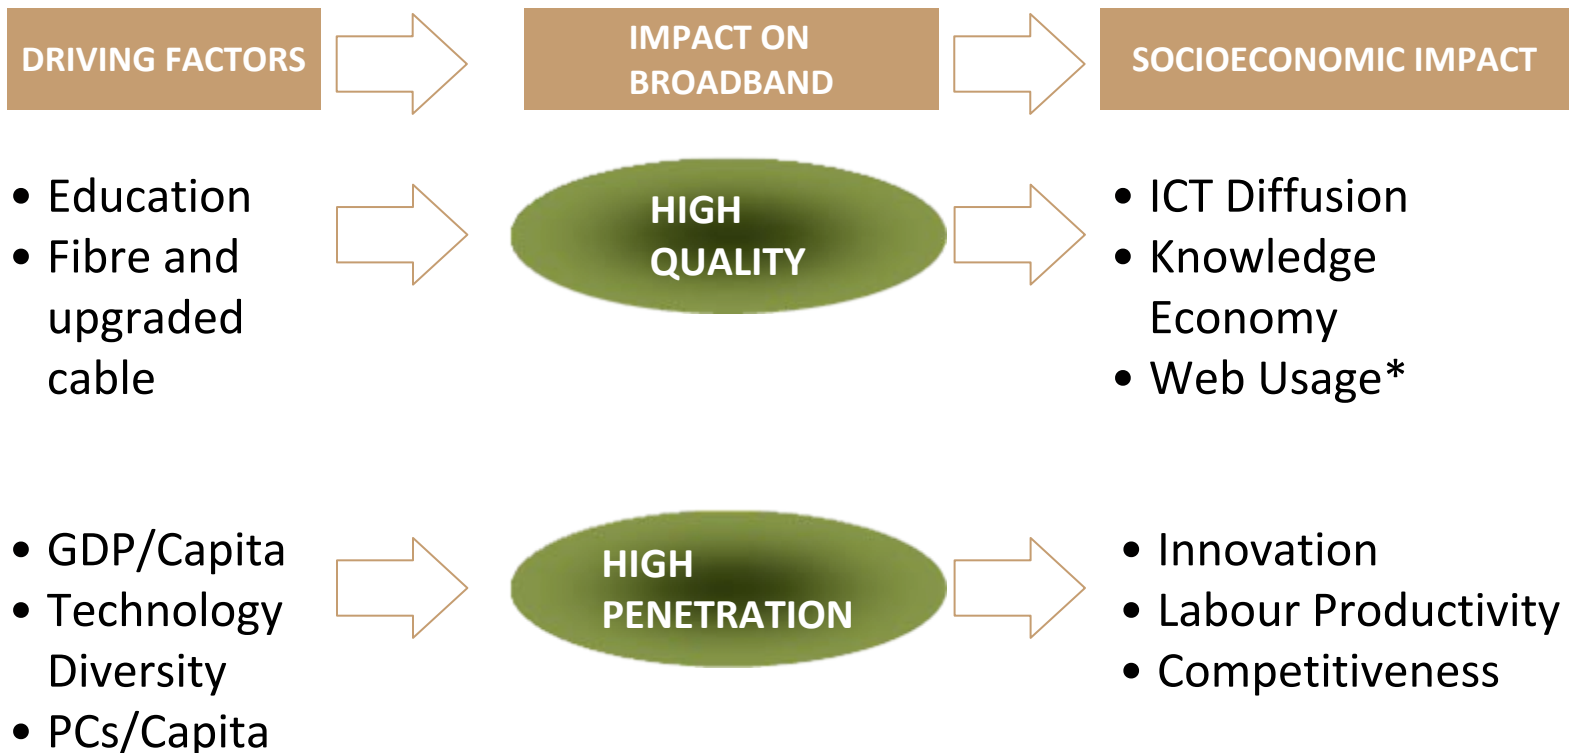 DRIVING FACTORS
IMPACT ON
BROADBAND
SOCIOECONOMIC IMPACT
• Education
• Fibre and
upgraded
cable
HIGH
QUALITY
• ICT Diffusion
• Knowledge
Economy
• Web Usage*
• GDP/Capita
• Technology
Diversity
• PCs/Capita
HIGH
PENETRATION
• Innovation
• Labour Productivity
• Competitiveness